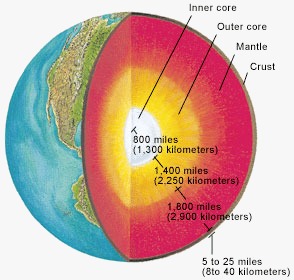 Inner core
Outer core
Mantle
Crust
800 miles
(1,300 kilometers)
1,400 miles
(2,250 kilometers)
1,800 miles
(2,900 kilometers)
5 to 25 miles
(8to 40 kilometers)